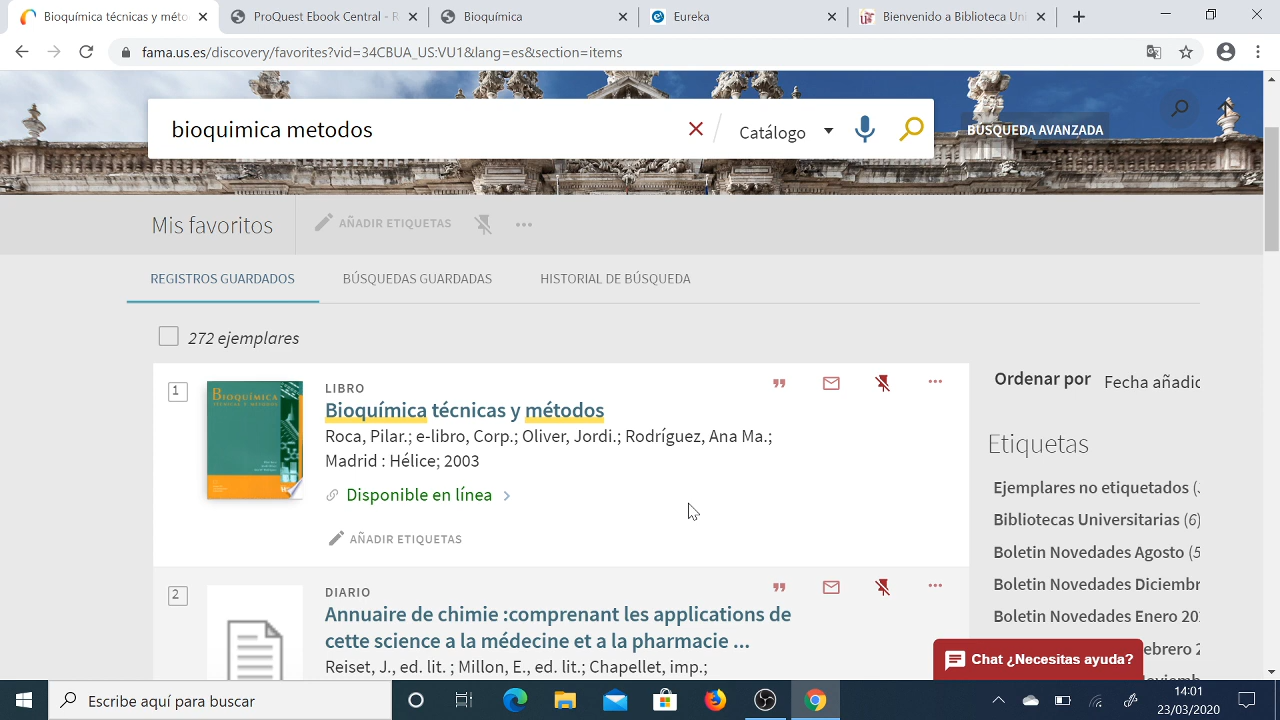 Bioquímica técnicas y méto
ProQuest Ebook Central - R
Bioquímica
Eureka
Bienvenido a Biblioteca Uni
fama.us.es/discovery/favorites?vid=34CBUA_US:VU1&lang=es&section=items
bioquimica metodos
Catálogo
BÚSQUEDA AVANZADA
Mis favoritos
AÑADIR ETIQUETAS
REGISTROS GUARDADOS
BÚSQUEDAS GUARDADAS
HISTORIAL DE BÚSQUEDA
272 ejemplares
1
BIOQUÍMICA
LIBRO
Bioquímica técnicas y métodos
Roca, Pilar.; e-libro, Corp.; Oliver, Jordi.; Rodríguez, Ana Ma.;
Madrid : Hélice; 2003
Disponible en línea
AÑADIR ETIQUETAS
2
DIARIO
Annuaire de chimie :comprenant les applications de
cette science a la médecine et a la pharmacie ...
Reiset, J., ed. lit. ; Millon, E., ed. lit.; Chapellet, imp.;
Ordenar por
Fecha añadic
Etiquetas
Ejemplares no etiquetados (
Bibliotecas Universitarias (6)
Boletin Novedades Agosto (5
Boletin Novedades Diciembr
Boletin Novedades Enero 20
ebrero 2
Chat ¿Necesitas ayuda?
Escribe aquí para buscar
14:01
23/03/2020